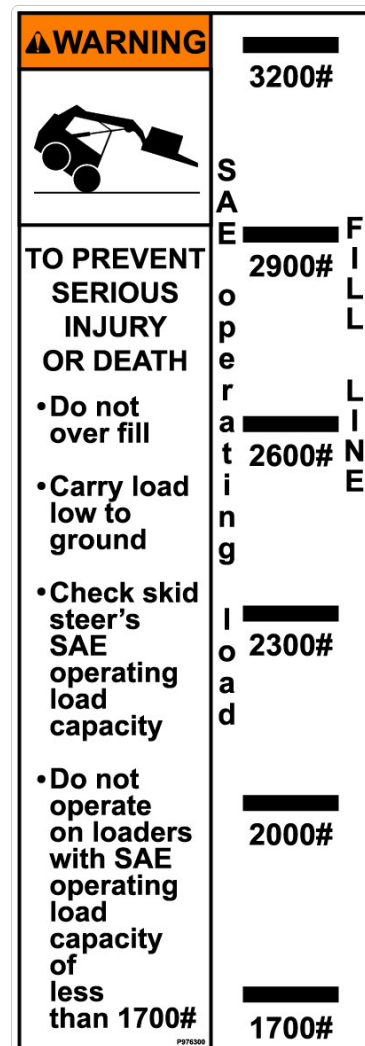 WARNING
TO PREVENT
SERIOUS
INJURY
OR DEATH
•Do not
over fill
•Carry load
low to
ground
•Check skid
steer's
SAE
operating
load
capacity
•Do not
operate
on loaders
with SAE
operating
load
capacity
of
less
than 1700#
P976300
SAE operating load
3200#
2900#
2600#
2300#
2000#
1700#
FILL LINE